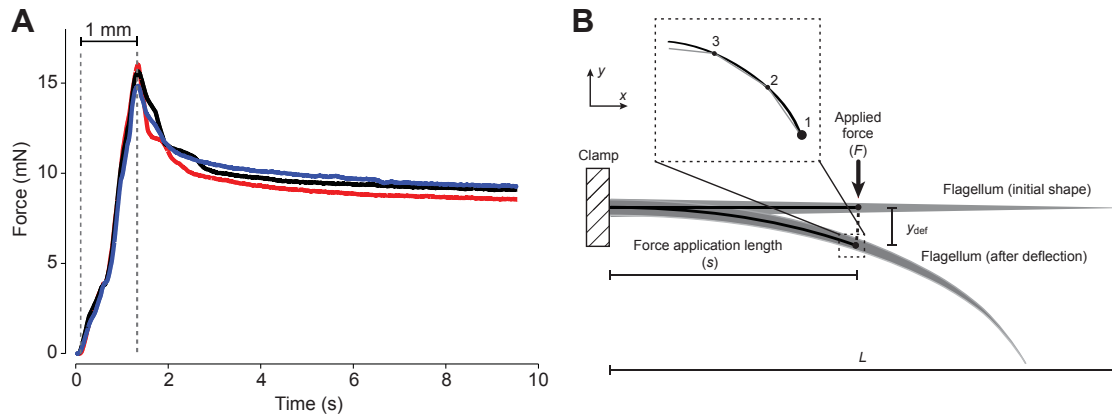 A
1 mm
15
10
5
0
Force (mN)
0
2
4
6
8
10
Time (s)
B
y
x
3
2
1
Applied
force
(F)
Clamp
Flagellum (initial shape)
y def
Force application length
(s)
Flagellum (after deflection)
L